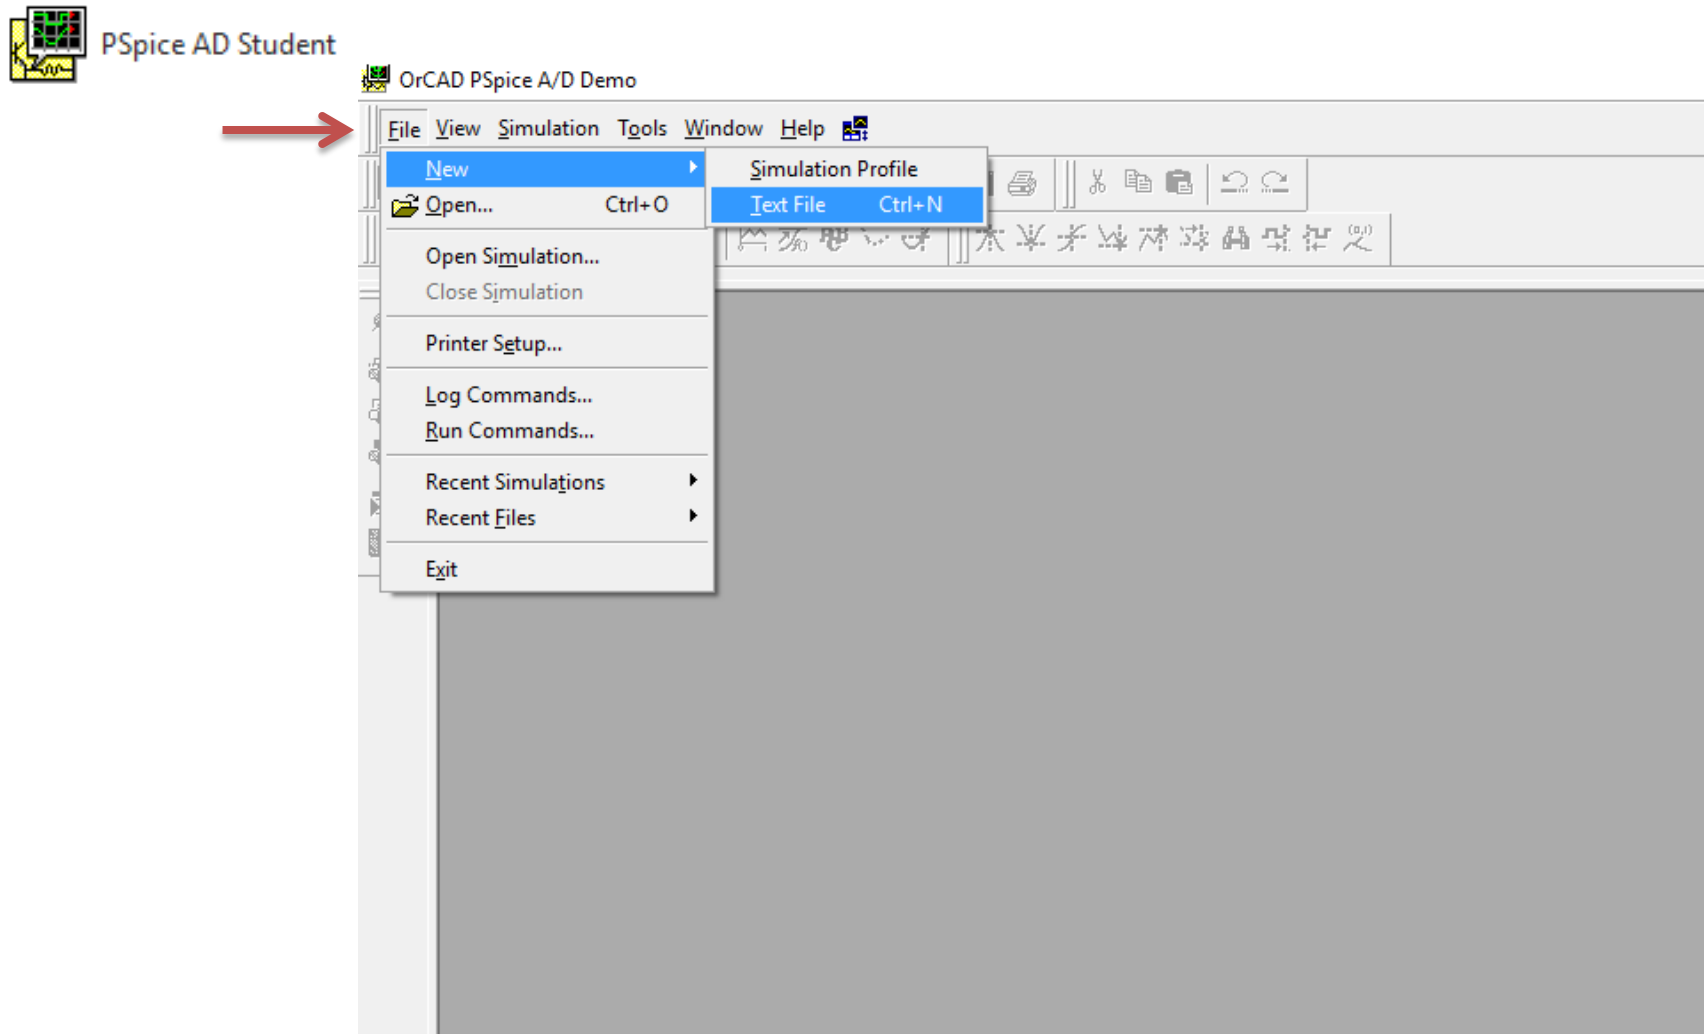 PSpice AD Student
OrCAD PSpice A/D Demo
File View Simulation Tools Window Help
New
Simulation Profile
Open... Ctrl+O
Text File Ctrl+N
Open Simulation...
Close Simulation
Printer Setup...
Log Commands...
Run Commands...
Recent Simulations
Recent Files
Exit